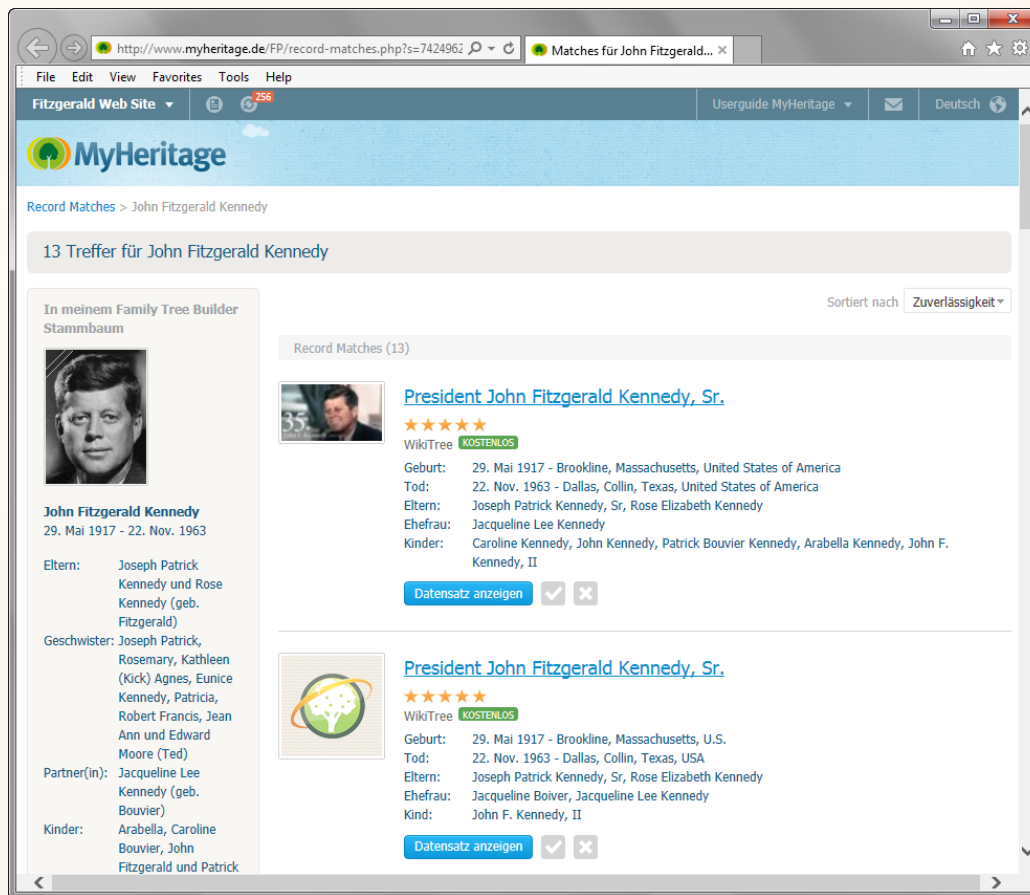 http://www.myheritage.de/FP/record-matches.php?s=7424962
Matches für John Fitzgerald...
File Edit View Favorites Tools Help
Fitzgerald Web Site
256
Userguide MyHeritage
Deutsch
MyHeritage
Record Matches > John Fitzgerald Kennedy
13 Treffer für John Fitzgerald Kennedy
In meinem Family Tree Builder
Stammbaum
John Fitzgerald Kennedy
29. Mai 1917 - 22. Nov. 1963
Eltern: Joseph Patrick
Kennedy und Rose
Kennedy (geb.
Fitzgerald)
Geschwister: Joseph Patrick,
Rosemary, Kathleen
(Kick) Agnes, Eunice
Kennedy, Patricia,
Robert Francis, Jean
Ann und Edward
Moore (Ted)
Partner(in): Jacqueline Lee
Kennedy (geb.
Bouvier)
Kinder: Arabella, Caroline
Bouvier, John
Fitzgerald und Patrick
Sortiert nach Zuverlässigkeit
Record Matches (13)
35.
President John Fitzgerald Kennedy, Sr.
WikiTree KOSTENLOS
Geburt: 29. Mai 1917 - Brookline, Massachusetts, United States of America
Tod: 22. Nov. 1963 - Dallas, Collin, Texas, United States of America
Eltern: Joseph Patrick Kennedy, Sr, Rose Elizabeth Kennedy
Ehefrau: Jacqueline Lee Kennedy
Kinder: Caroline Kennedy, John Kennedy, Patrick Bouvier Kennedy, Arabella Kennedy, John F.
Kennedy, II
Datensatz anzeigen
President John Fitzgerald Kennedy, Sr.
WikiTree KOSTENLOS
Geburt: 29. Mai 1917 - Brookline, Massachusetts, U.S.
Tod: 22. Nov. 1963 - Dallas, Collin, Texas, USA
Eltern: Joseph Patrick Kennedy, Sr, Rose Elizabeth Kennedy
Ehefrau: Jacqueline Boiver, Jacqueline Lee Kennedy
Kind: John F. Kennedy, II
Datensatz anzeigen